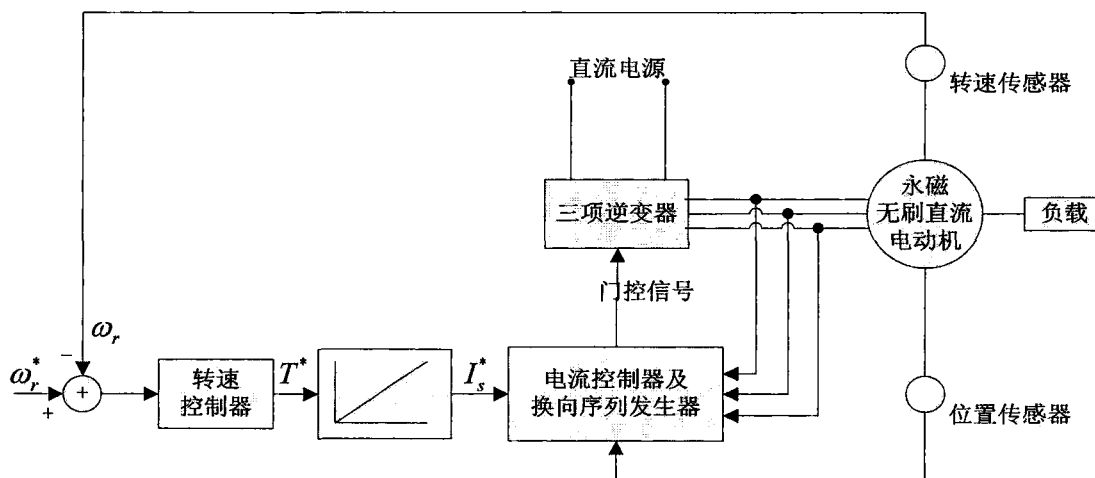 直流电源
转速传感器
三项逆变器
永磁
无刷直流
电动机
负载
门控信号
ω_r
−
ω_r^*
+
+
转速
控制器
T^*
I_s^*
电流控制器及
换向序列发生器
位置传感器